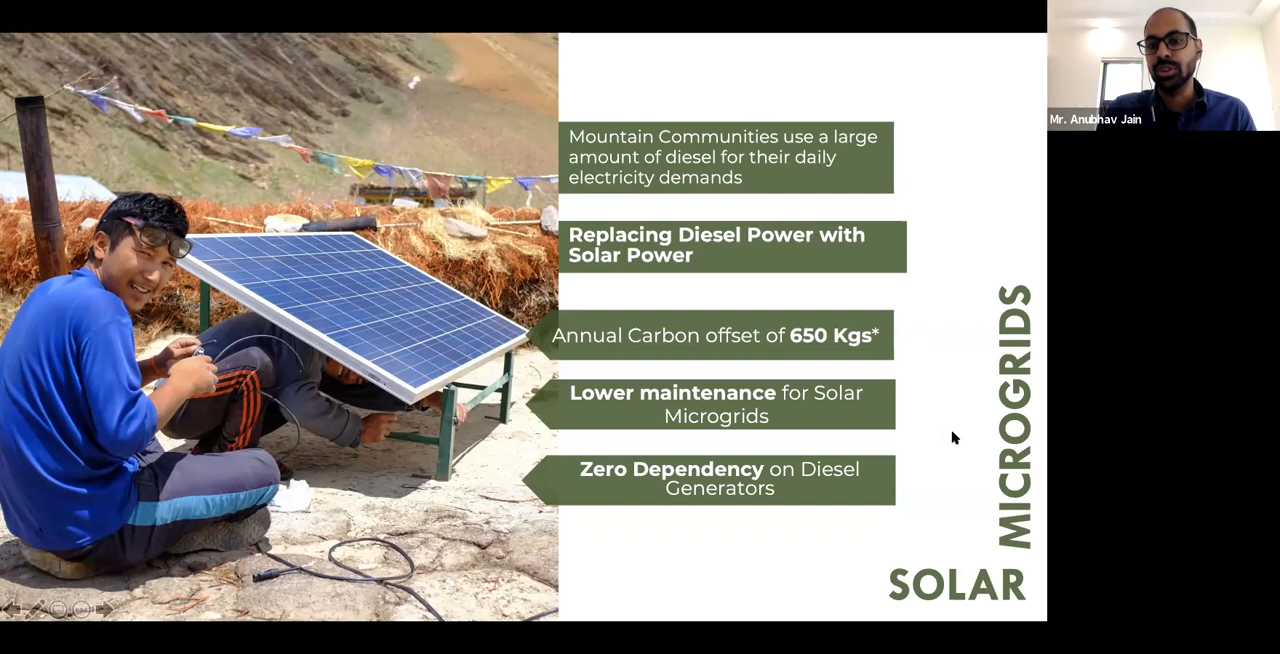 Mountain Communities use a large
amount of diesel for their daily
electricity demands
Replacing Diesel Power with
Solar Power
Annual Carbon offset of 650 Kgs*
Lower maintenance for Solar
Microgrids
Zero Dependency on Diesel
Generators
SOLAR
MICROGRIDS
Mr. Anubhav Jain